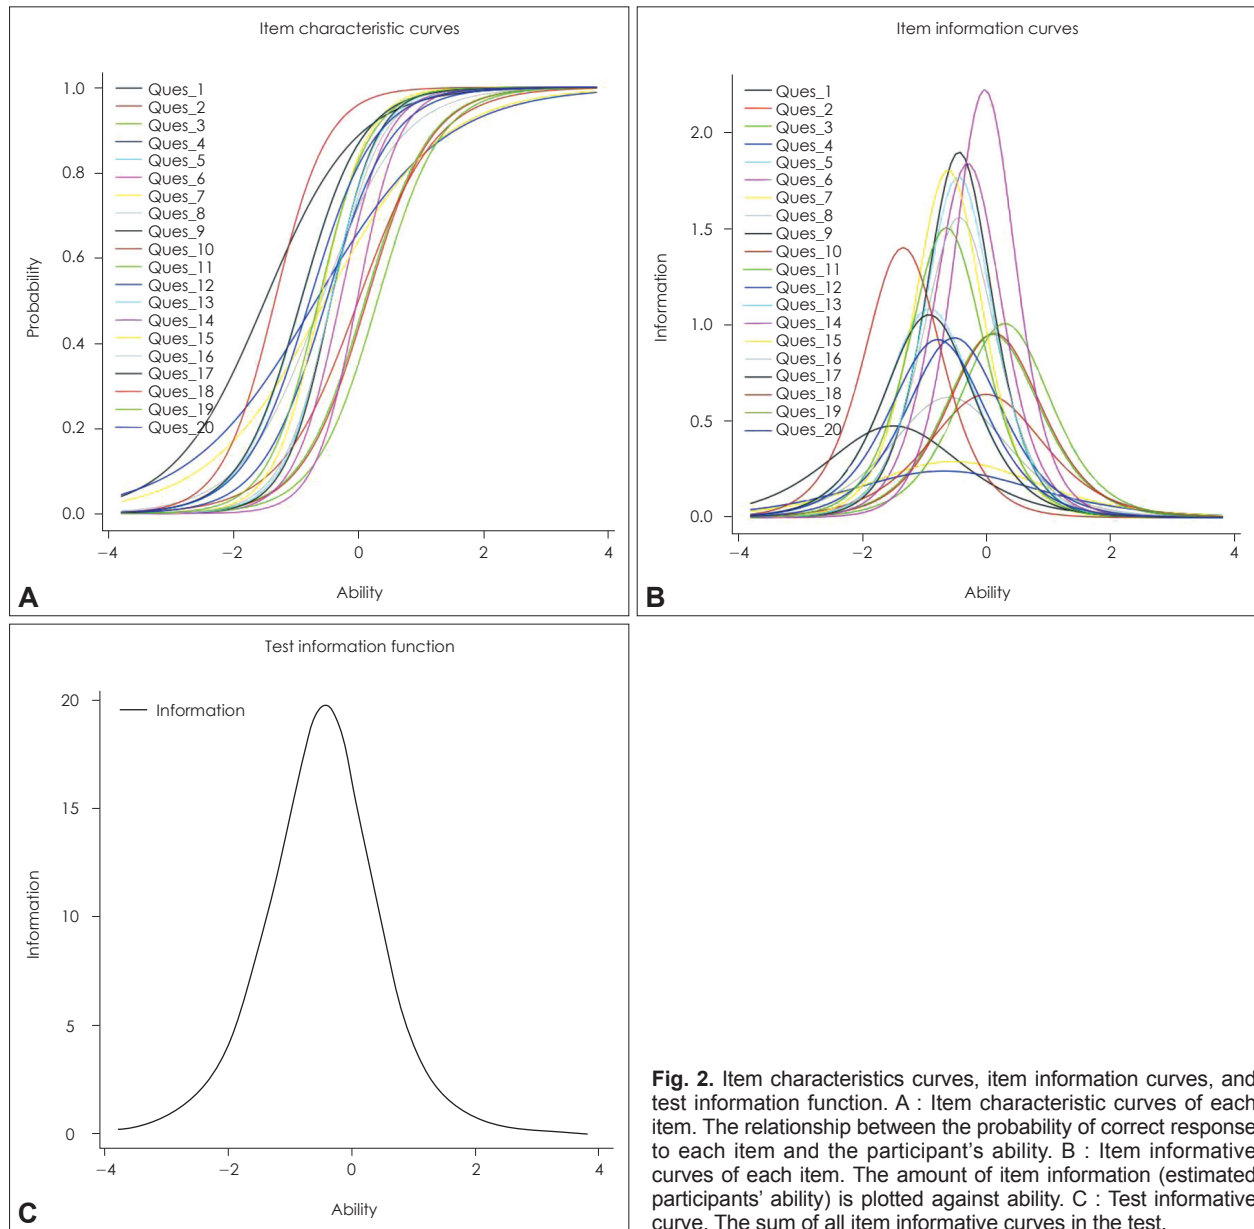 Item characteristic curves
1.0
0.8
0.6
0.4
0.2
0.0
Probability
Ques_1
Ques_2
Ques_3
Ques_4
Ques_5
Ques_6
Ques_7
Ques_8
Ques_9
Ques_10
Ques_11
Ques_12
Ques_13
Ques_14
Ques_15
Ques_16
Ques_17
Ques_18
Ques_19
Ques_20
−4
−2
0
2
4
Ability
A
Item information curves
2.0
1.5
1.0
0.5
0.0
Information
Ques_1
Ques_2
Ques_3
Ques_4
Ques_5
Ques_6
Ques_7
Ques_8
Ques_9
Ques_10
Ques_11
Ques_12
Ques_13
Ques_14
Ques_15
Ques_16
Ques_17
Ques_18
Ques_19
Ques_20
−4
−2
0
2
4
Ability
B
Test information function
20
15
10
5
0
Information
Information
−4
−2
0
2
4
Ability
C
Fig. 2. Item characteristics curves, item information curves, and
test information function. A : Item characteristic curves of each
item. The relationship between the probability of correct response
to each item and the participant's ability. B : Item informative
curves of each item. The amount of item information (estimated
participants' ability) is plotted against ability. C : Test informative
curve. The sum of all item informative curves in the test.